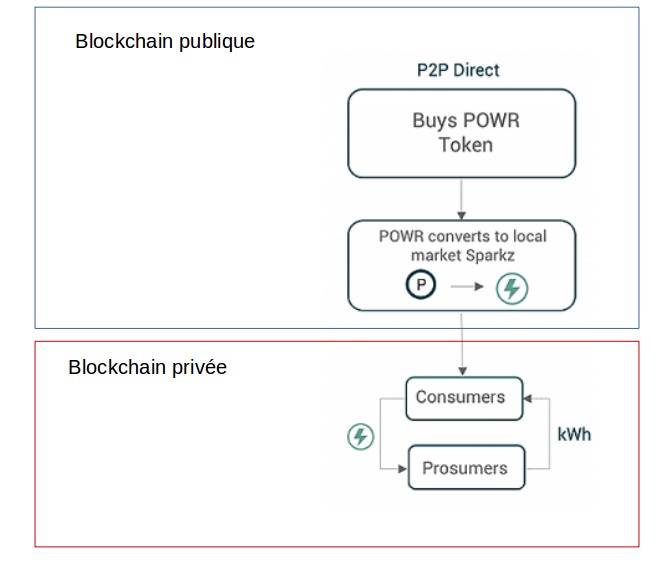 Blockchain publique
P2P Direct
Buys POWR
Token
POWR converts to local
market Sparkz
P
Blockchain privée
Consumers
kWh
Prosumers